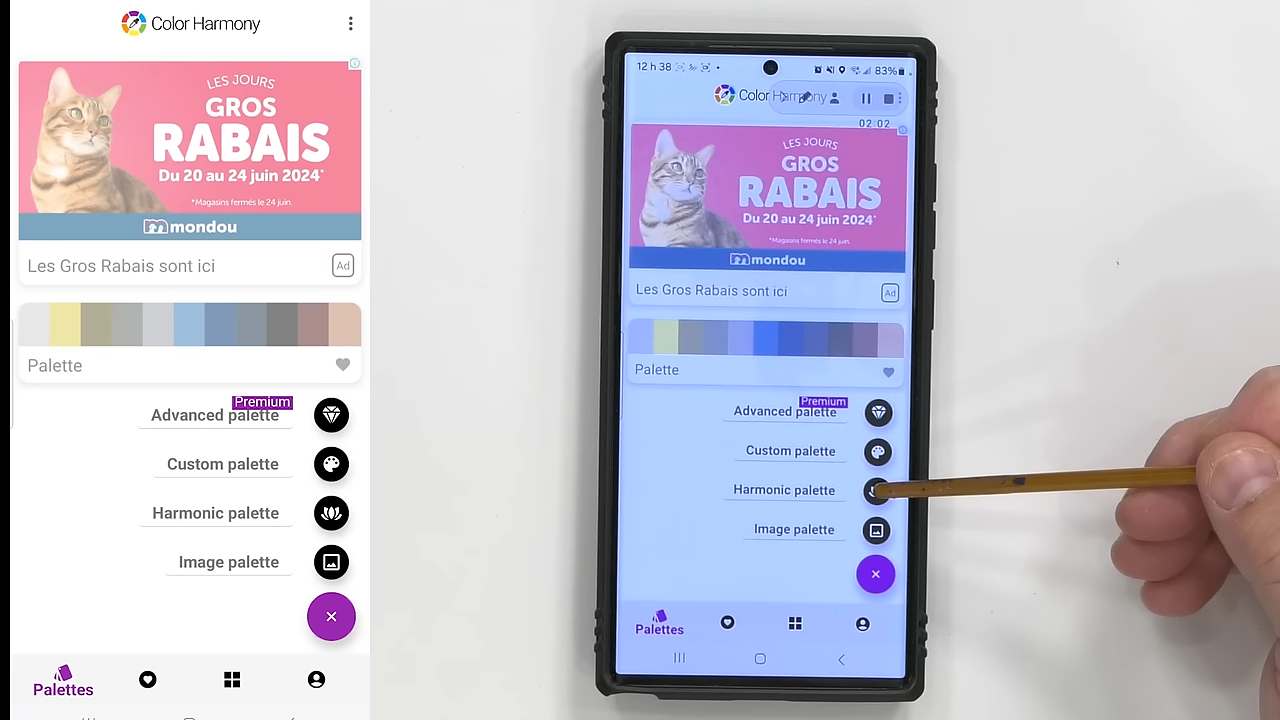 Color Harmony
LES JOURS
GROS
RABAIS
Du 20 au 24 juin 2024*
*Magasins fermés le 24 juin.
mondou
Les Gros Rabais sont ici
Ad
Palette
Premium
Advanced palette
Custom palette
Harmonic palette
Image palette
Palettes
12 h 38
83%
Color Harmony
02:02
LES JOURS
GROS
RABAIS
Du 20 au 24 juin 2024*
*Magasins fermés le 24 juin.
mondou
Les Gros Rabais sont ici
Ad
Palette
Premium
Advanced palette
Custom palette
Harmonic palette
Image palette
Palettes